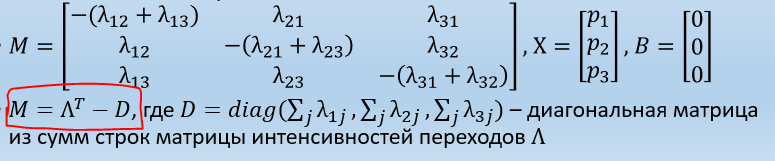 M = [−(λ₁₂ + λ₁₃) λ₂₁ λ₃₁
λ₁₂ −(λ₂₁ + λ₂₃) λ₃₂
λ₁₃ λ₂₃ −(λ₃₁ + λ₃₂)], X = [p₁ p₂ p₃], B = [0 0 0]
M = Λᵀ − D, где D = diag(∑ⱼ λ₁ⱼ, ∑ⱼ λ₂ⱼ, ∑ⱼ λ₃ⱼ) – диагональная матрица
из сумм строк матрицы интенсивностей переходов Λ